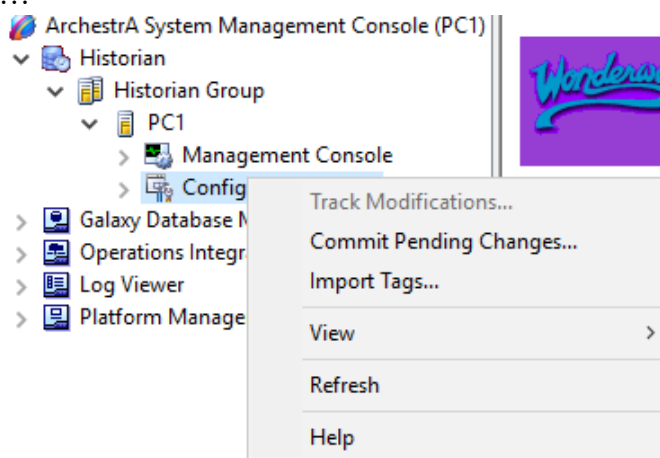 ...
ArchestrA System Management Console (PC1)
Historian
Historian Group
PC1
Management Console
Config
Galaxy Database
Operations Integr
Log Viewer
Platform Manage
Track Modifications...
Commit Pending Changes...
Import Tags...
View
Refresh
Help